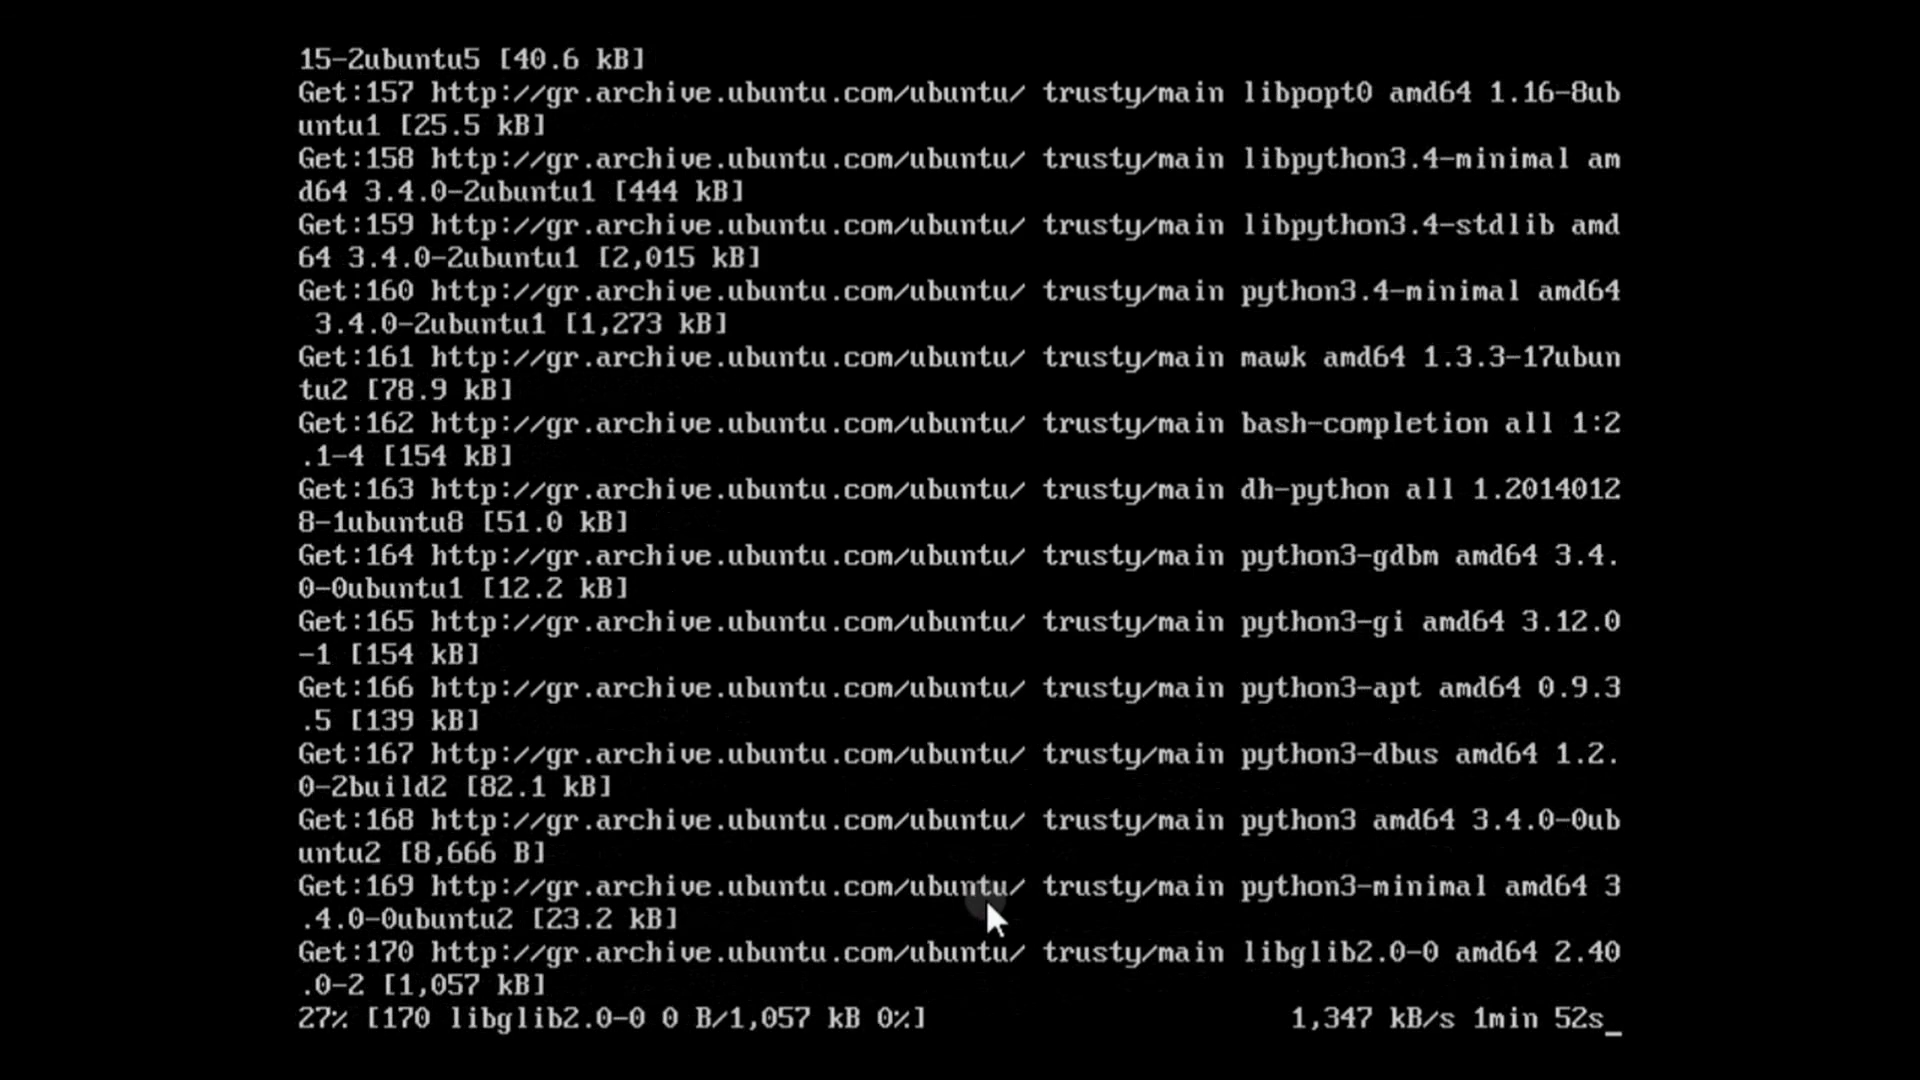 15-2ubuntu5 [40.6 kB]
Get:157 http://gr.archive.ubuntu.com/ubuntu/ trusty/main libpopt0 amd64 1.16-8ub
untu1 [25.5 kB]
Get:158 http://gr.archive.ubuntu.com/ubuntu/ trusty/main libpython3.4-minimal am
d64 3.4.0-2ubuntu1 [444 kB]
Get:159 http://gr.archive.ubuntu.com/ubuntu/ trusty/main libpython3.4-stdlib amd
64 3.4.0-2ubuntu1 [2,015 kB]
Get:160 http://gr.archive.ubuntu.com/ubuntu/ trusty/main python3.4-minimal amd64
 3.4.0-2ubuntu1 [1,273 kB]
Get:161 http://gr.archive.ubuntu.com/ubuntu/ trusty/main mawk amd64 1.3.3-17ubun
tu2 [78.9 kB]
Get:162 http://gr.archive.ubuntu.com/ubuntu/ trusty/main bash-completion all 1:2
.1-4 [154 kB]
Get:163 http://gr.archive.ubuntu.com/ubuntu/ trusty/main dh-python all 1.2014012
8-1ubuntu8 [51.0 kB]
Get:164 http://gr.archive.ubuntu.com/ubuntu/ trusty/main python3-gdbm amd64 3.4.
0-0ubuntu1 [12.2 kB]
Get:165 http://gr.archive.ubuntu.com/ubuntu/ trusty/main python3-gi amd64 3.12.0
-1 [154 kB]
Get:166 http://gr.archive.ubuntu.com/ubuntu/ trusty/main python3-apt amd64 0.9.3
.5 [139 kB]
Get:167 http://gr.archive.ubuntu.com/ubuntu/ trusty/main python3-dbus amd64 1.2.
0-2build2 [82.1 kB]
Get:168 http://gr.archive.ubuntu.com/ubuntu/ trusty/main python3 amd64 3.4.0-0ub
untu2 [8,666 B]
Get:169 http://gr.archive.ubuntu.com/ubuntu/ trusty/main python3-minimal amd64 3
.4.0-0ubuntu2 [23.2 kB]
Get:170 http://gr.archive.ubuntu.com/ubuntu/ trusty/main libglib2.0-0 amd64 2.40
.0-2 [1,057 kB]
27% [170 libglib2.0-0 0 B/1,057 kB 0%] 1,347 kB/s 1min 52s_